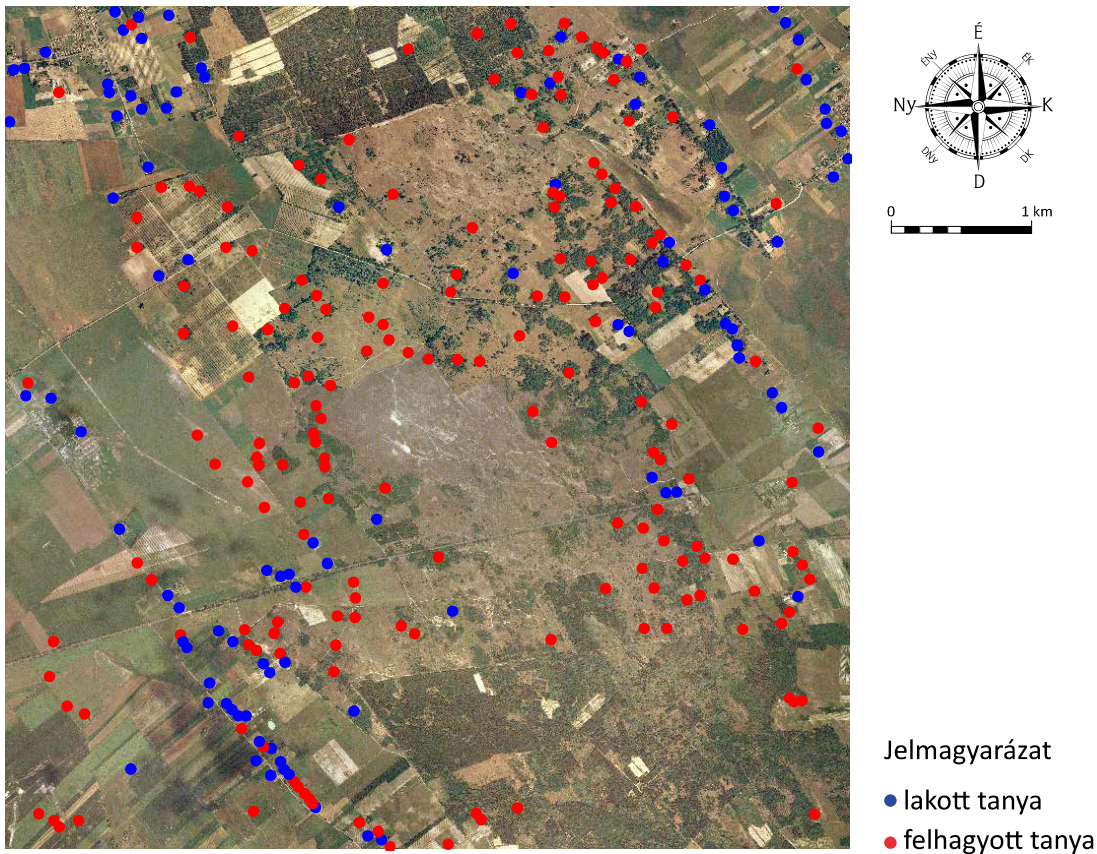 É
ÉNy
ÉK
Ny
K
DNy
DK
D
0 1 km
Jelmagyarázat
lakott tanya
felhagyott tanya